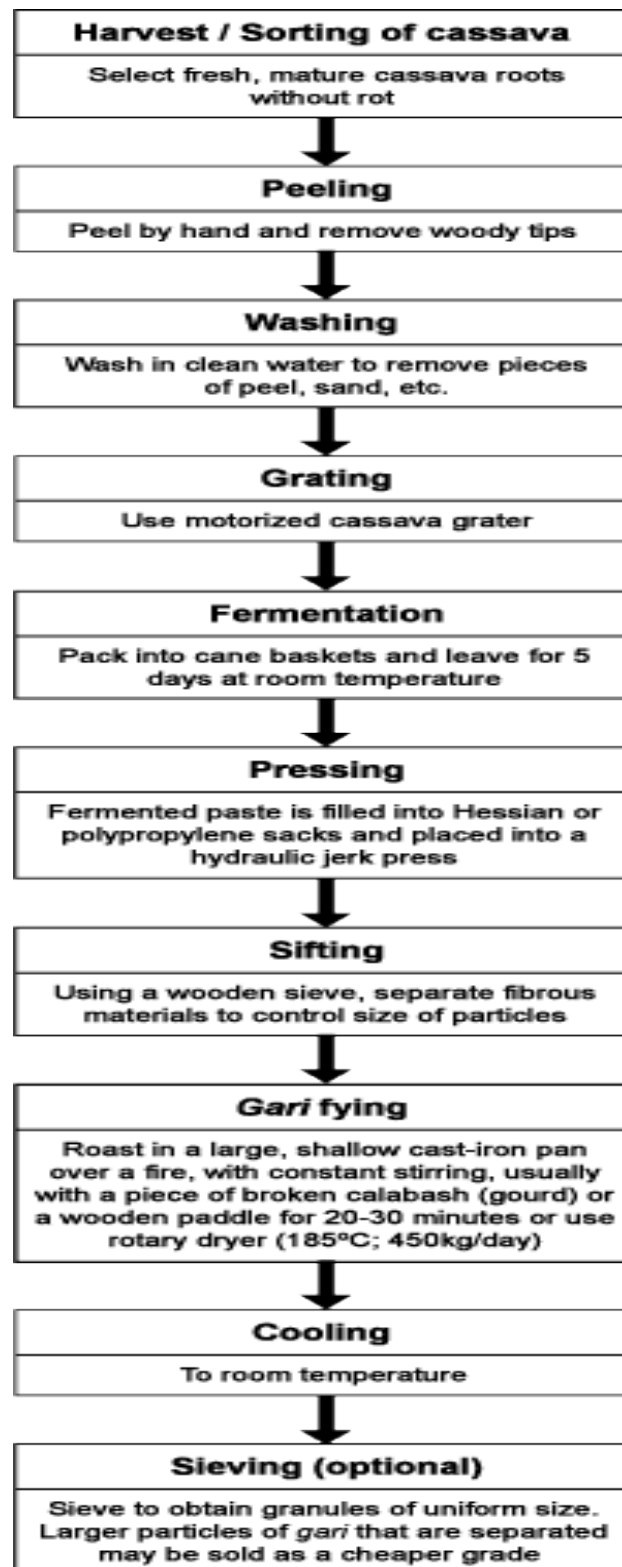 Harvest / Sorting of cassava
Select fresh, mature cassava roots
without rot
Peeling
Peel by hand and remove woody tips
Washing
Wash in clean water to remove pieces
of peel, sand, etc.
Grating
Use motorized cassava grater
Fermentation
Pack into cane baskets and leave for 5
days at room temperature
Pressing
Fermented paste is filled into Hessian or
polypropylene sacks and placed into a
hydraulic jerk press
Sifting
Using a wooden sieve, separate fibrous
materials to control size of particles
Gari fying
Roast in a large, shallow cast-iron pan
over a fire, with constant stirring, usually
with a piece of broken calabash (gourd) or
a wooden paddle for 20-30 minutes or use
rotary dryer (185ºC; 450kg/day)
Cooling
To room temperature
Sieving (optional)
Sieve to obtain granules of uniform size.
Larger particles of gari that are separated
may be sold as a cheaper grade